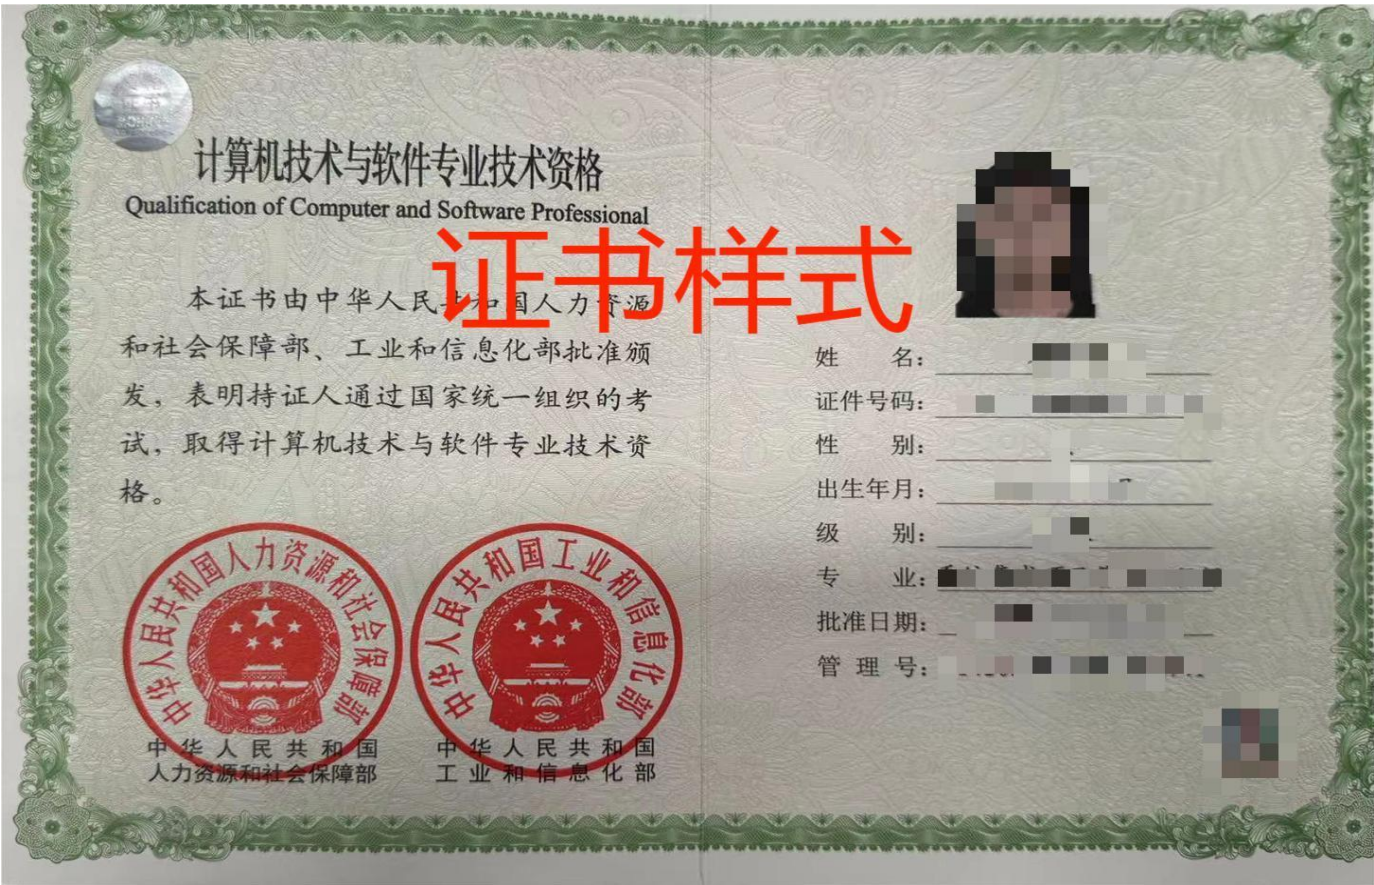 计算机技术与软件专业技术资格
Qualification of Computer and Software Professional
证书样式
本证书由中华人民共和国人力资源
和社会保障部、工业和信息化部批准颁
发，表明持证人通过国家统一组织的考
试，取得计算机技术与软件专业技术资
格。
中华人民共和国人力资源和社会保障部
中华人民共和国工业和信息化部
中华人民共和国
人力资源和社会保障部
中华人民共和国
工业和信息化部
姓名：
证件号码：
性别：
出生年月：
级别：
专业：
批准日期：
管理号：